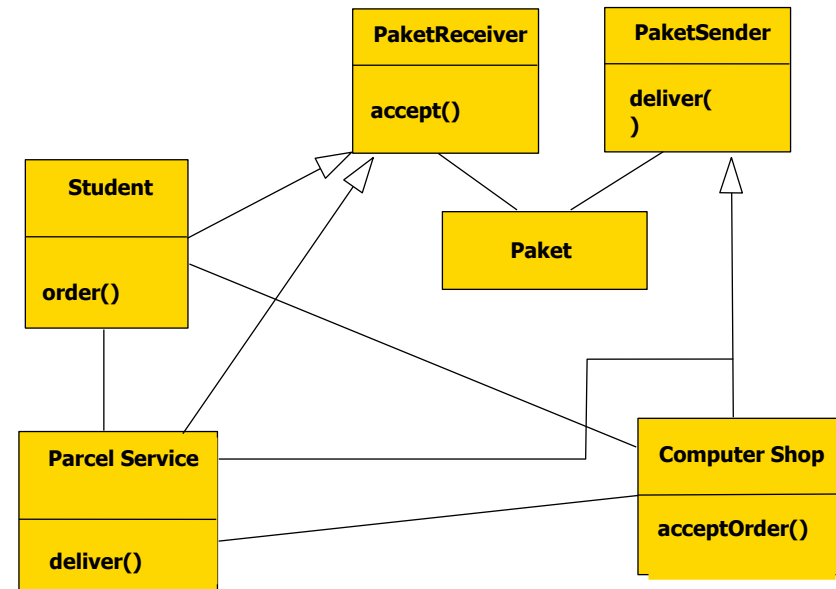 PaketReceiver
accept()
PaketSender
deliver(
)
Student
order()
Paket
Parcel Service
deliver()
Computer Shop
acceptOrder()